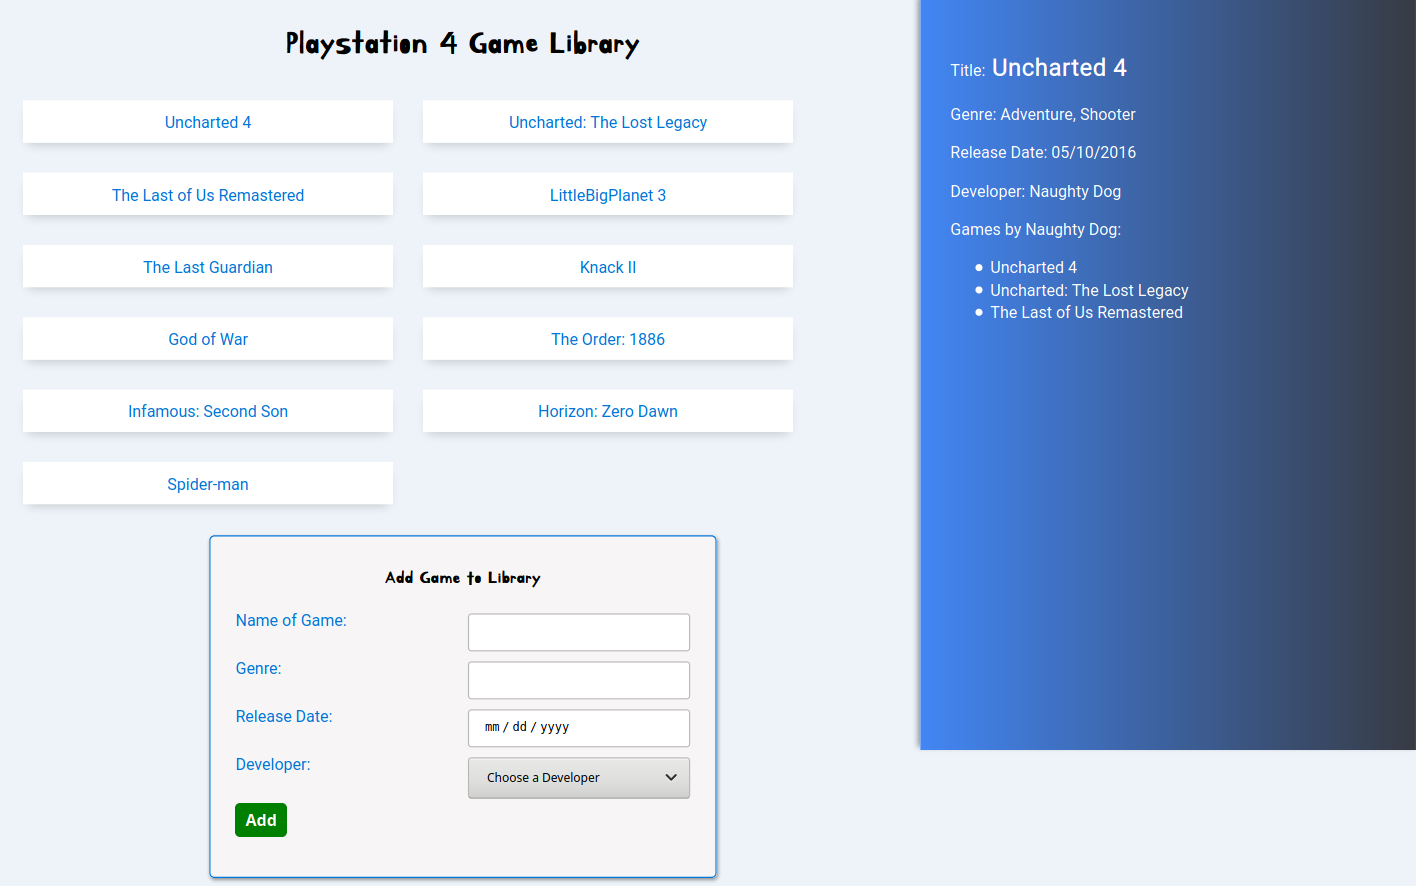 Playstation 4 Game Library
Uncharted 4
Uncharted: The Lost Legacy
The Last of Us Remastered
LittleBigPlanet 3
The Last Guardian
Knack II
God of War
The Order: 1886
Infamous: Second Son
Horizon: Zero Dawn
Spider-man
Add Game to Library
Name of Game:
Genre:
Release Date:
mm / dd / yyyy
Developer:
Choose a Developer
Add
Title: Uncharted 4
Genre: Adventure, Shooter
Release Date: 05/10/2016
Developer: Naughty Dog
Games by Naughty Dog:
Uncharted 4
Uncharted: The Lost Legacy
The Last of Us Remastered